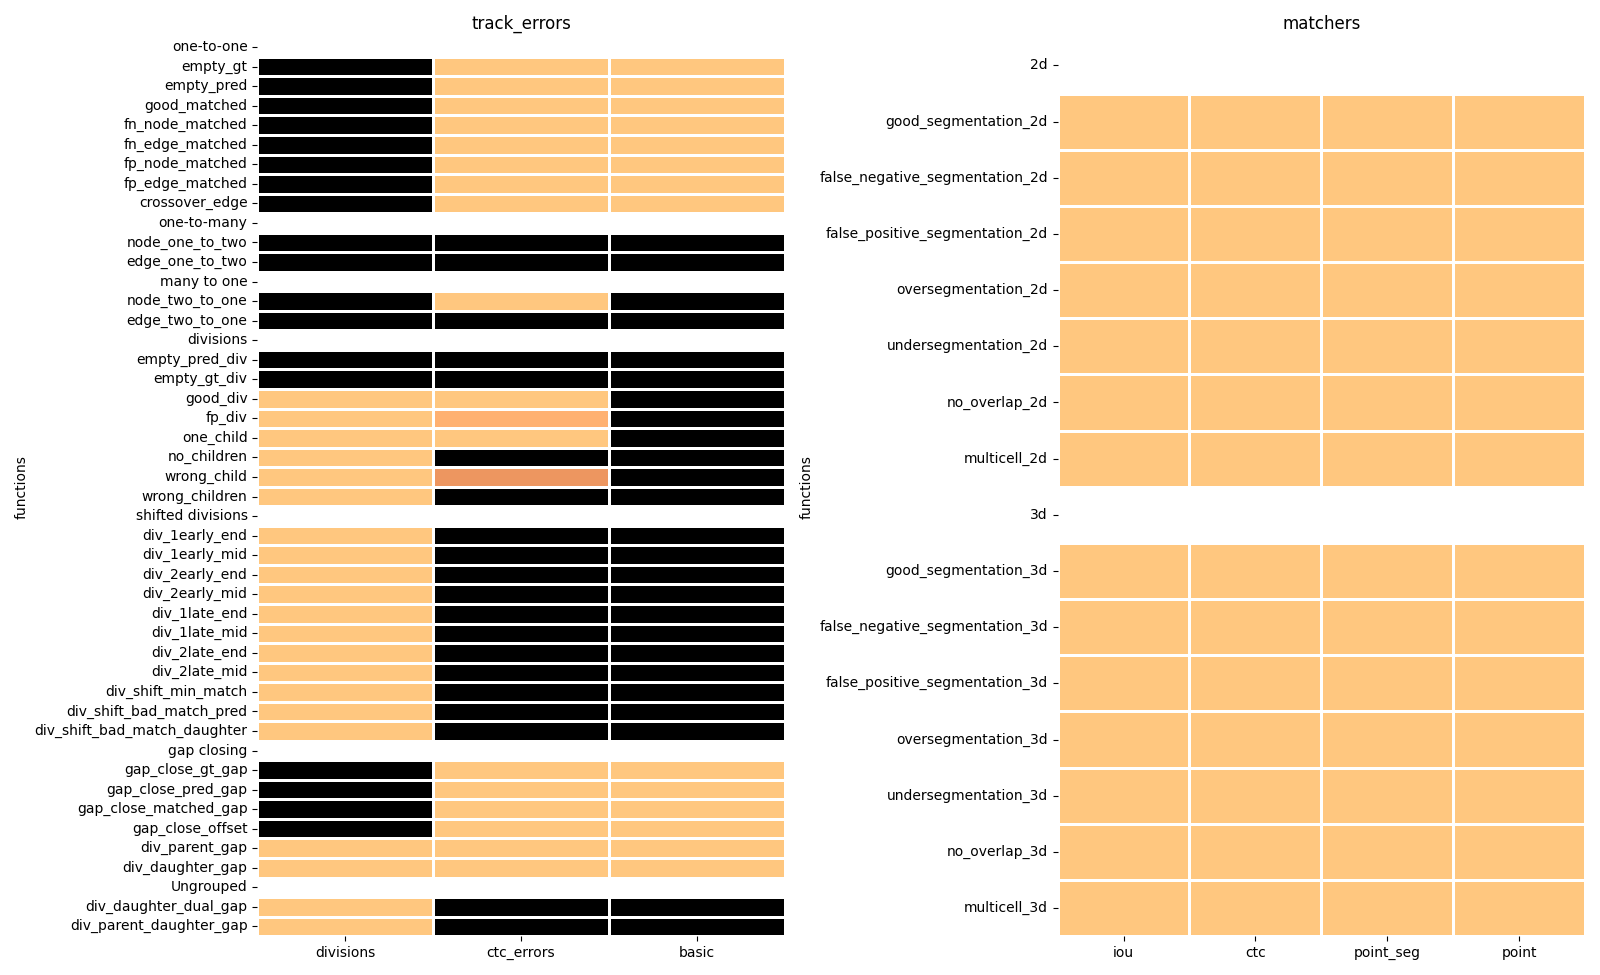 track_errors
functions
one-to-one
empty_gt
empty_pred
good_matched
fn_node_matched
fn_edge_matched
fp_node_matched
fp_edge_matched
crossover_edge
one-to-many
node_one_to_two
edge_one_to_two
many to one
node_two_to_one
edge_two_to_one
divisions
empty_pred_div
empty_gt_div
good_div
fp_div
one_child
no_children
wrong_child
wrong_children
shifted divisions
div_1early_end
div_1early_mid
div_2early_end
div_2early_mid
div_1late_end
div_1late_mid
div_2late_end
div_2late_mid
div_shift_min_match
div_shift_bad_match_pred
div_shift_bad_match_daughter
gap closing
gap_close_gt_gap
gap_close_pred_gap
gap_close_matched_gap
gap_close_offset
div_parent_gap
div_daughter_gap
Ungrouped
div_daughter_dual_gap
div_parent_daughter_gap
divisions ctc_errors basic
matchers
functions
2d
good_segmentation_2d
false_negative_segmentation_2d
false_positive_segmentation_2d
oversegmentation_2d
undersegmentation_2d
no_overlap_2d
multicell_2d
3d
good_segmentation_3d
false_negative_segmentation_3d
false_positive_segmentation_3d
oversegmentation_3d
undersegmentation_3d
no_overlap_3d
multicell_3d
iou ctc point_seg point